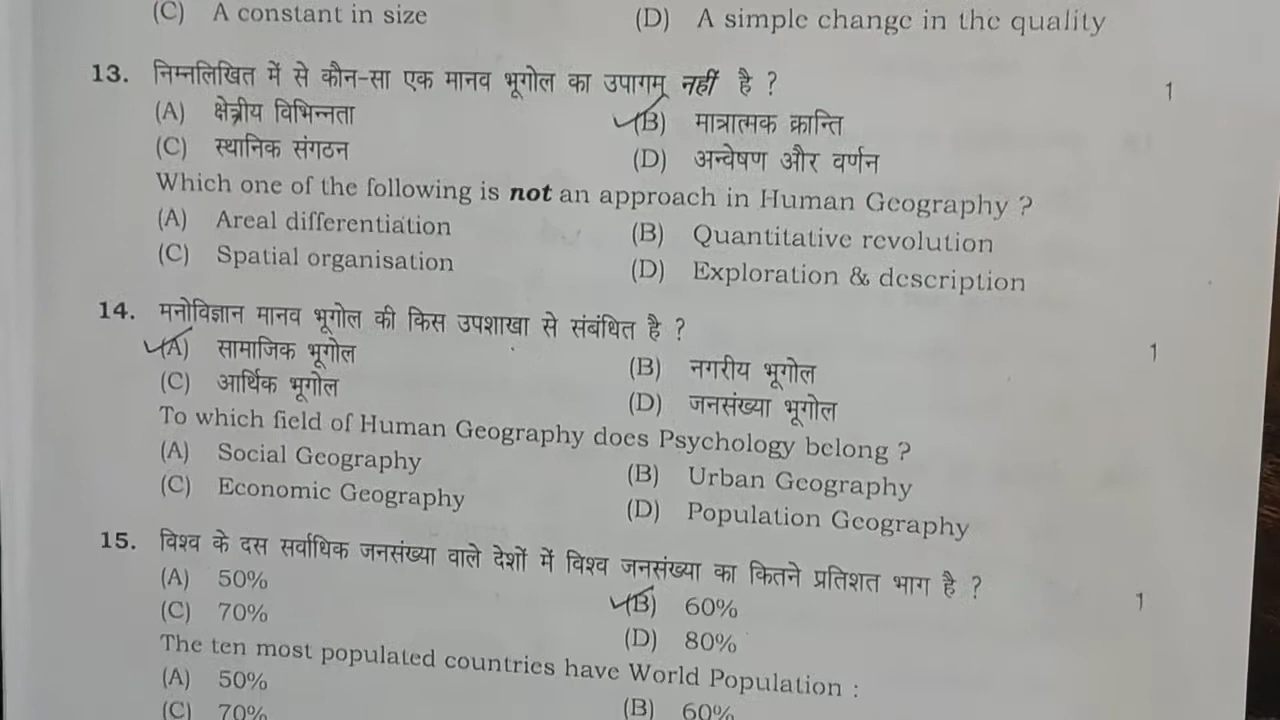 (C) A constant in size (D) A simple change in the quality
13. निम्नलिखित में से कौन-सा एक मानव भूगोल का उपागम् नहीं है ? 1
(A) क्षेत्रीय विभिन्नता (B) मात्रात्मक क्रान्ति
(C) स्थानिक संगठन (D) अन्वेषण और वर्णन
Which one of the following is not an approach in Human Geography ?
(A) Areal differentiation (B) Quantitative revolution
(C) Spatial organisation (D) Exploration & description
14. मनोविज्ञान मानव भूगोल की किस उपशाखा से संबंधित है ? 1
(A) सामाजिक भूगोल (B) नगरीय भूगोल
(C) आर्थिक भूगोल (D) जनसंख्या भूगोल
To which field of Human Geography does Psychology belong ?
(A) Social Geography (B) Urban Geography
(C) Economic Geography (D) Population Geography
15. विश्व के दस सर्वाधिक जनसंख्या वाले देशों में विश्व जनसंख्या का कितने प्रतिशत भाग है ? 1
(A) 50% (B) 60%
(C) 70% (D) 80%
The ten most populated countries have World Population :
(A) 50% (B) 60%
(C) 70%